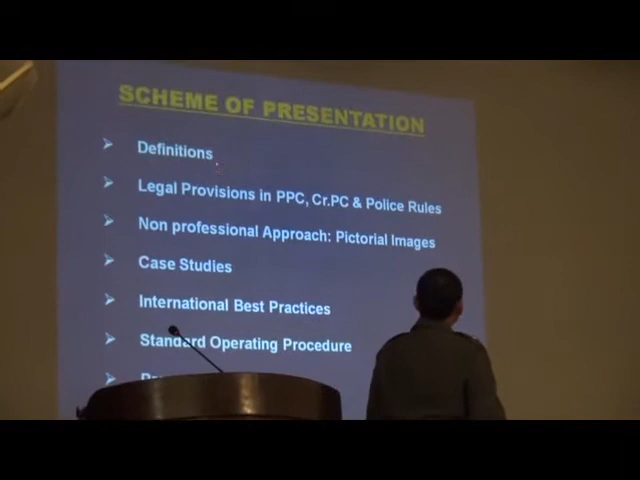 SCHEME OF PRESENTATION
Definitions
Legal Provisions in PPC, Cr.PC & Police Rules
Non professional Approach: Pictorial Images
Case Studies
International Best Practices
Standard Operating Procedure